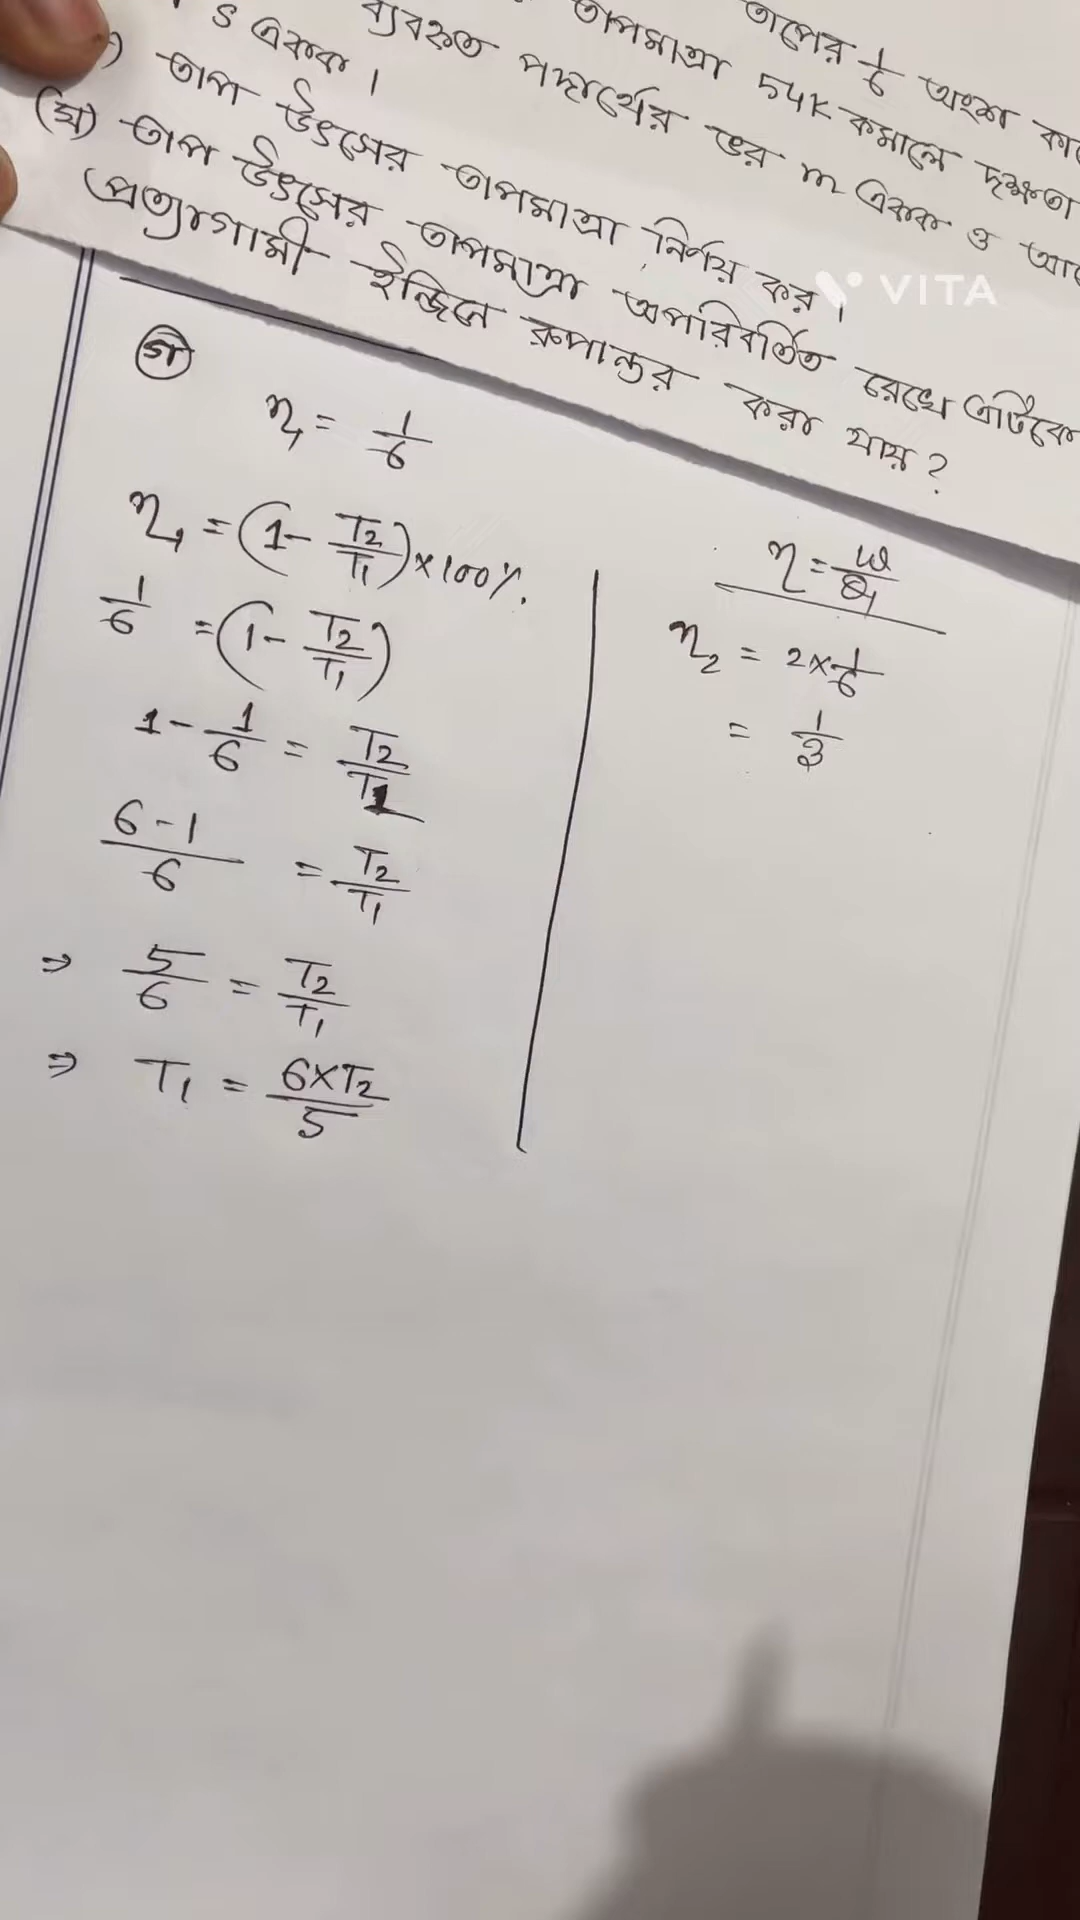 তাপের 1/6 অংশ
তাপমাত্রা 54K কমালে দক্ষতা
ব্যবহৃত পদার্থের ভর m একক ও
S একক ।
তাপ উৎসের তাপমাত্রা নির্ণয় কর ।
(ঘ) তাপ উৎসের তাপমাত্রা অপরিবর্তিত রেখে এটিকে
প্রত্যাগামী ইন্জিনে রুপান্তর করা যায় ?
VITA
গ
η₁ = 1/6
η₁ = (1 - T₂/T₁) × 100%
1/6 = (1 - T₂/T₁)
1 - 1/6 = T₂/T₁
6 - 1/6 = T₂/T₁
⇒ 5/6 = T₂/T₁
⇒ T₁ = 6×T₂/5
η = W/Q₁
η₂ = 2×1/6
= 1/3